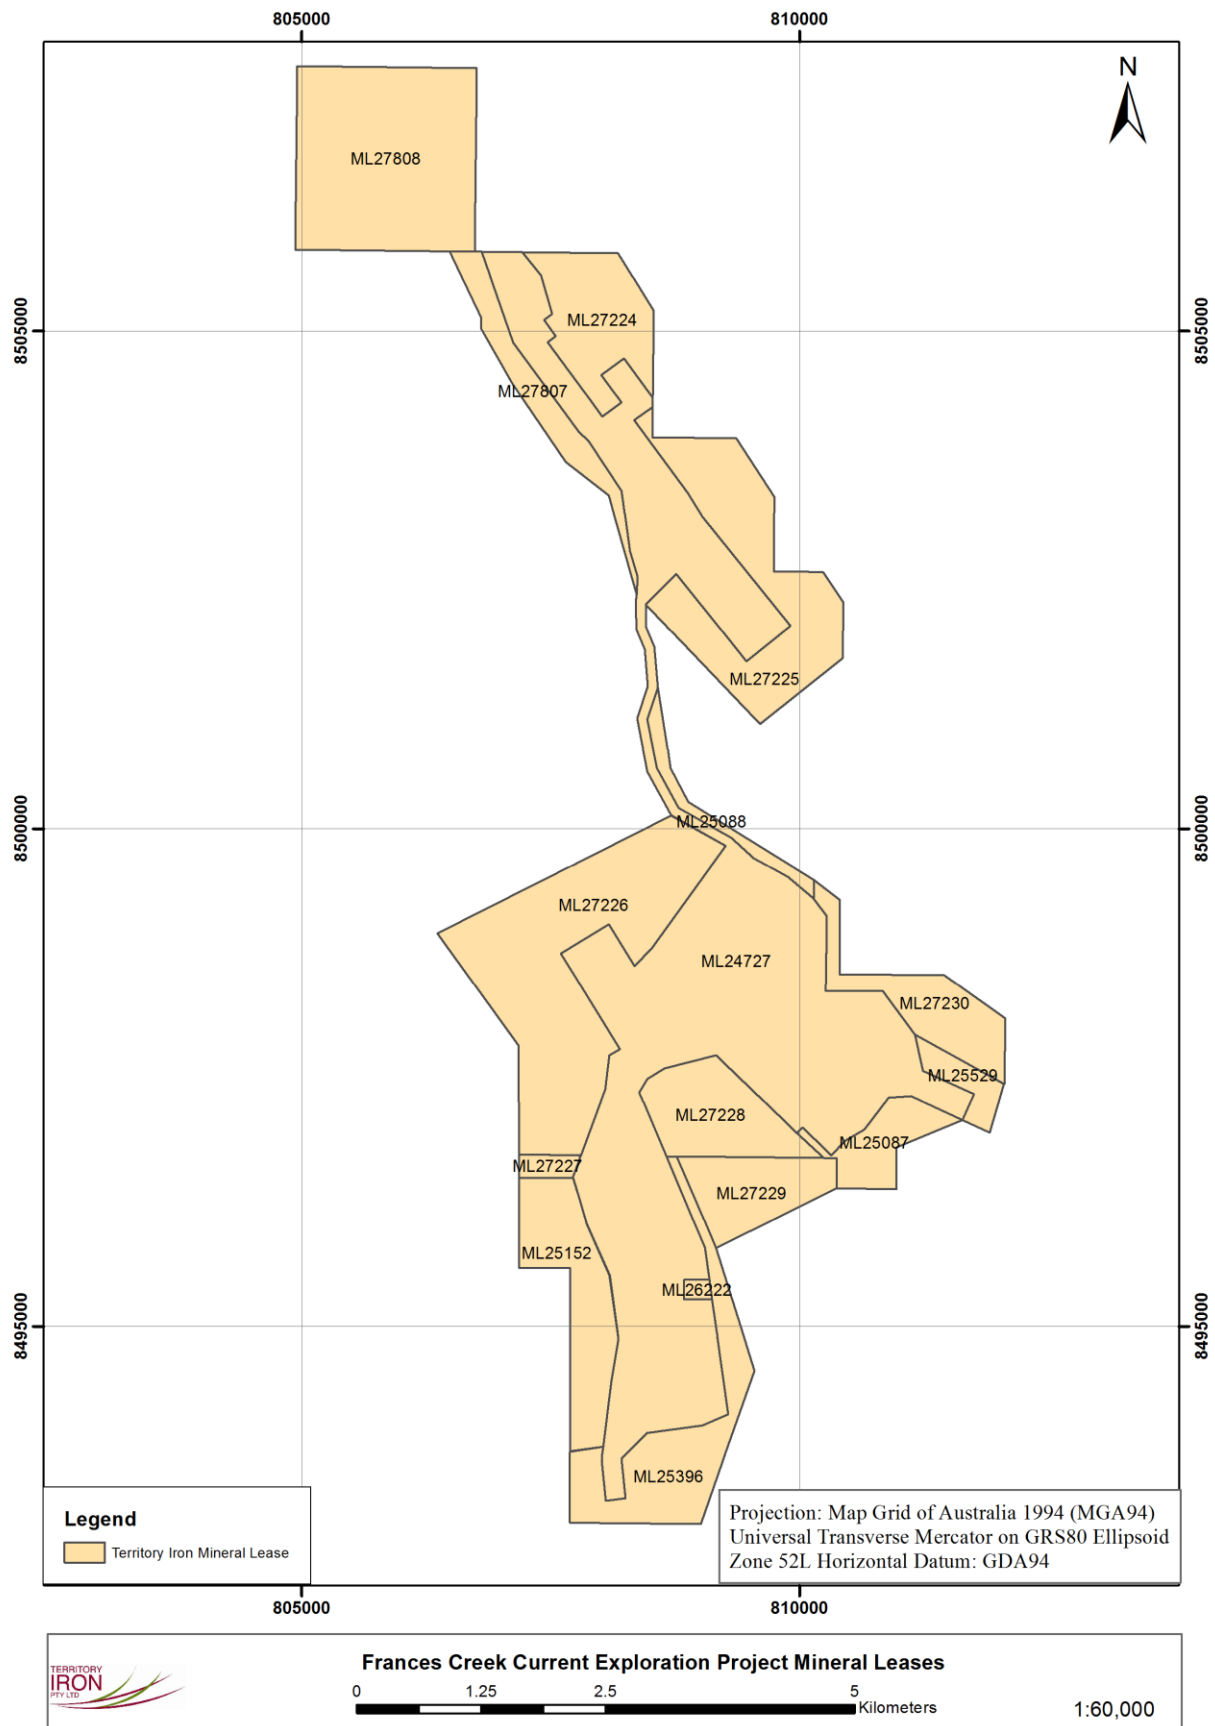 805000
810000
N
ML27808
8505000
ML27224
8505000
ML27807
ML27225
8500000
ML25088
8500000
ML27226
ML24727
ML27230
ML25529
ML27228
ML25087
ML27227
ML27229
ML25152
ML26222
8495000
8495000
ML25396
Legend
Territory Iron Mineral Lease
Projection: Map Grid of Australia 1994 (MGA94)
Universal Transverse Mercator on GRS80 Ellipsoid
Zone 52L Horizontal Datum: GDA94
805000
810000
TERRITORY
IRON
PTY LTD
Frances Creek Current Exploration Project Mineral Leases
0 1.25 2.5 5
Kilometers
1:60,000